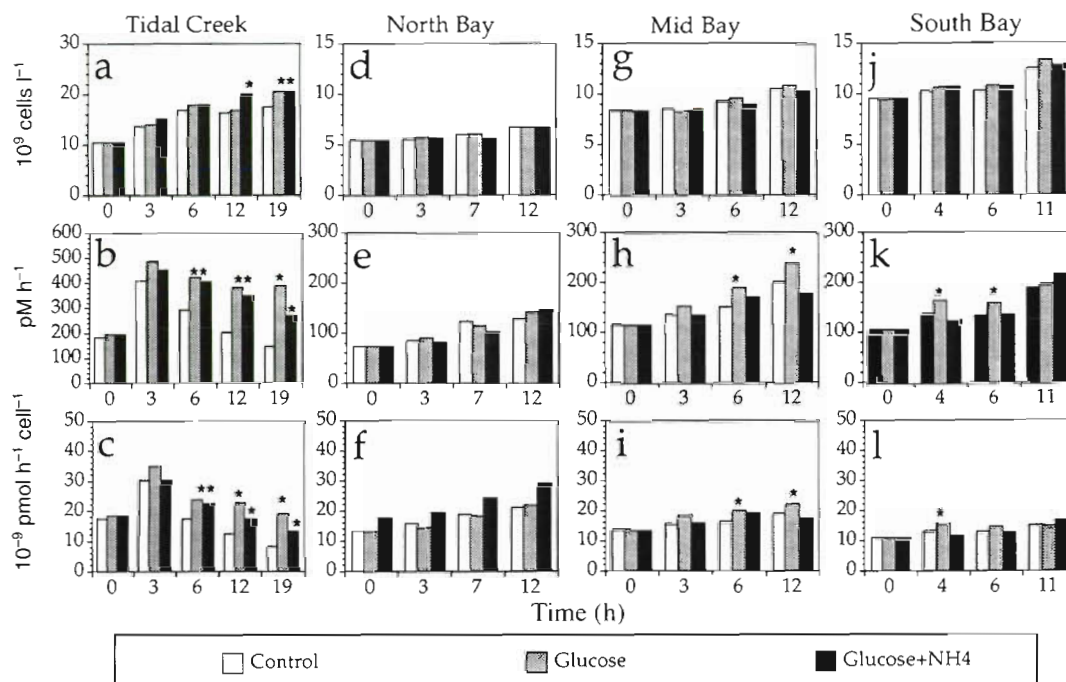 Tidal Creek North Bay Mid Bay South Bay
10⁹ cells l⁻¹
30 20 10 0
a * **
0 3 6 12 19
15 10 5 0
d
0 3 7 12
15 10 5 0
g
0 3 6 12
15 10 5 0
j
0 4 6 11
pM h⁻¹
600 500 400 300 200 100 0
b ** ** * *
0 3 6 12 19
300 200 100 0
e
0 3 7 12
300 200 100 0
h * *
0 3 6 12
300 200 100 0
k * *
0 4 6 11
10⁻⁹ pmol h⁻¹ cell⁻¹
50 40 30 20 10 0
c ** * * * *
0 3 6 12 19
50 40 30 20 10 0
f
0 3 7 12
50 40 30 20 10 0
i * *
0 3 6 12
50 40 30 20 10 0
l *
0 4 6 11
Time (h)
Control Glucose Glucose+NH4